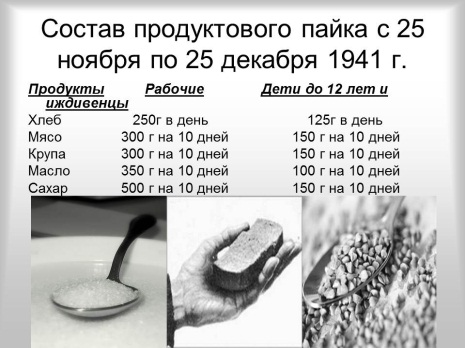 Состав продуктового пайка с 25
ноября по 25 декабря 1941 г.
Продукты Рабочие Дети до 12 лет и
иждивенцы
Хлеб 250г в день 125г в день
Мясо 300 г на 10 дней 150 г на 10 дней
Крупа 300 г на 10 дней 150 г на 10 дней
Масло 350 г на 10 дней 100 г на 10 дней
Сахар 500 г на 10 дней 150 г на 10 дней